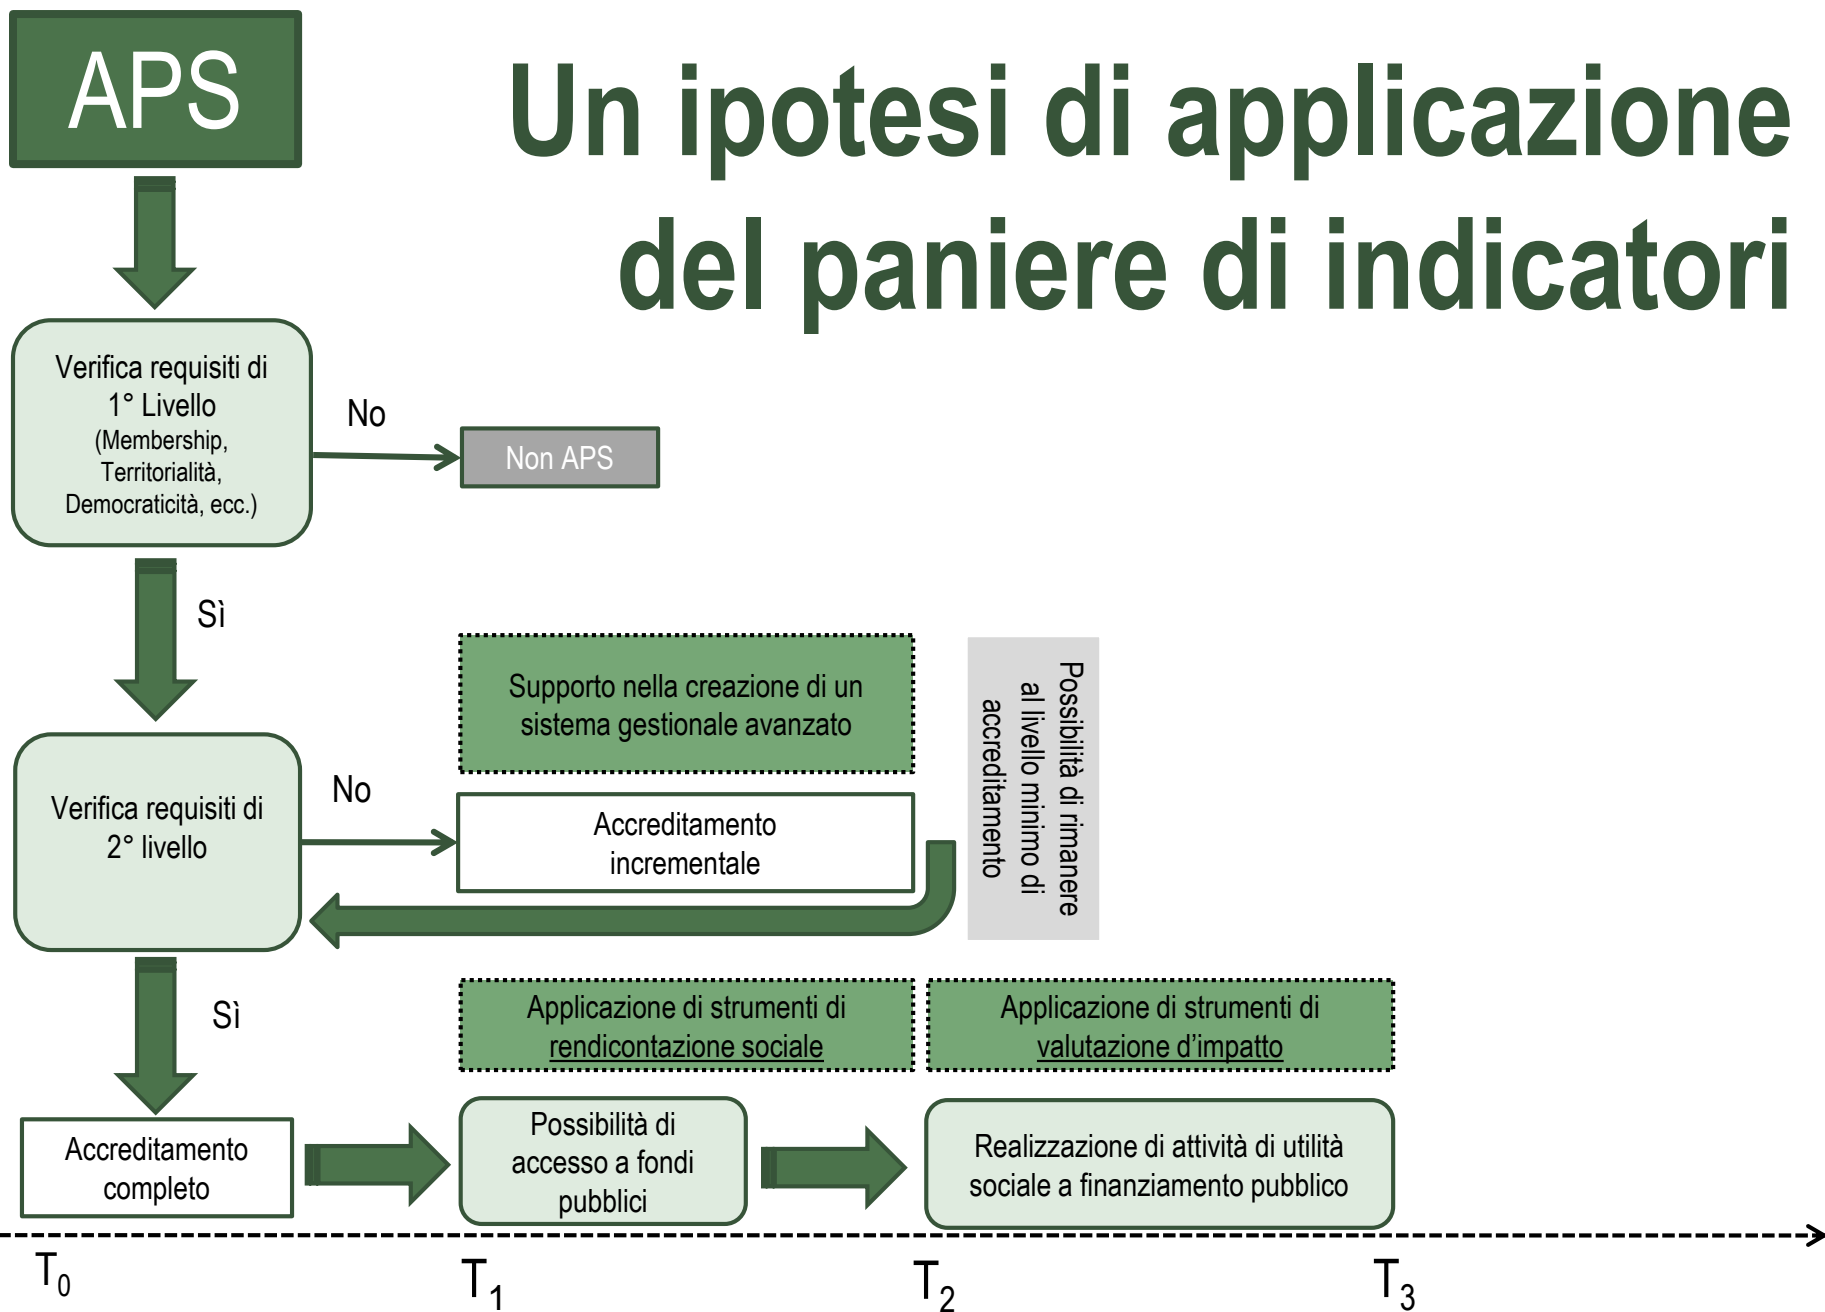 APS
Un ipotesi di applicazione
del paniere di indicatori
Verifica requisiti di
1° Livello
(Membership,
Territorialità,
Democraticità, ecc.)
No
Non APS
Sì
Supporto nella creazione di un
sistema gestionale avanzato
Possibilità di rimanere
al livello minimo di
accreditamento
Verifica requisiti di
2° livello
No
Accreditamento
incrementale
Sì
Applicazione di strumenti di
rendicontazione sociale
Applicazione di strumenti di
valutazione d’impatto
Accreditamento
completo
Possibilità di
accesso a fondi
pubblici
Realizzazione di attività di utilità
sociale a finanziamento pubblico
T0
T1
T2
T3